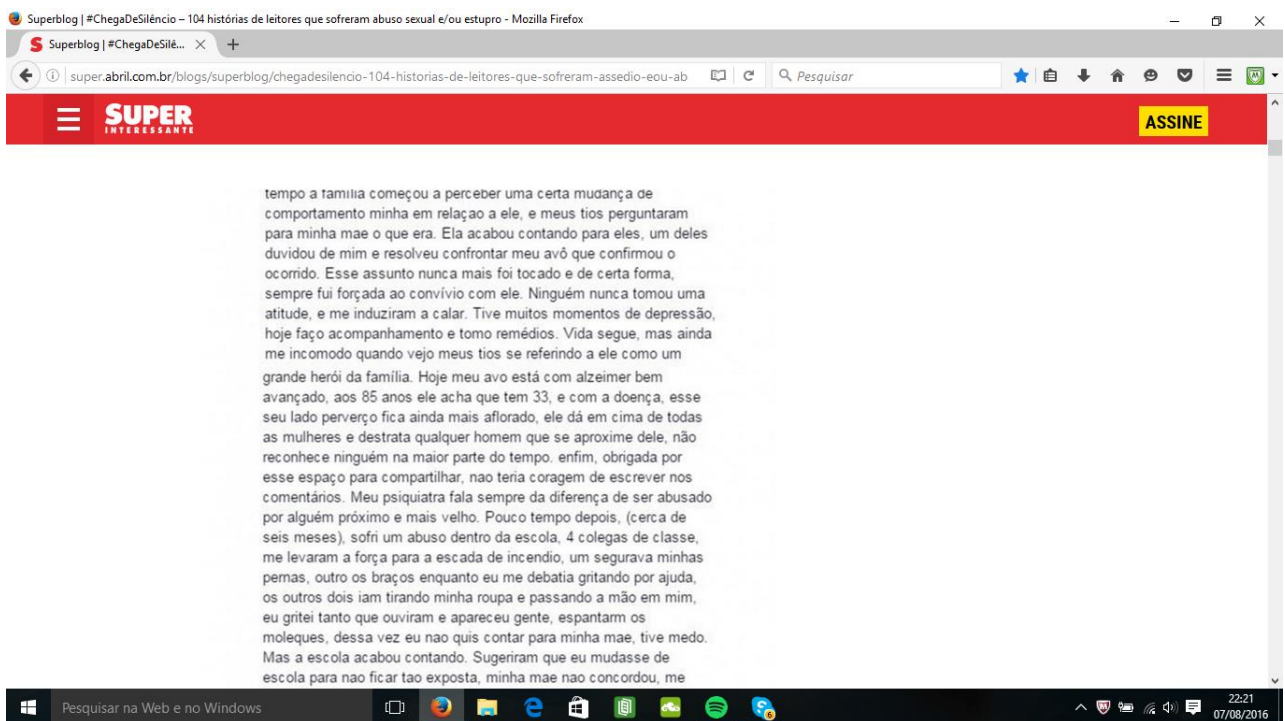 Superblog | #ChegaDeSilêncio – 104 histórias de leitores que sofreram abuso sexual e/ou estupro - Mozilla Firefox
Superblog | #ChegaDeSilê...
super.abril.com.br/blogs/superblog/chegadesilencio-104-historias-de-leitores-que-sofreram-assedio-eou-ab
Pesquisar
SUPER
INTERESSANTE
ASSINE
tempo a família começou a perceber uma certa mudança de
comportamento minha em relaçao a ele, e meus tios perguntaram
para minha mae o que era. Ela acabou contando para eles, um deles
duvidou de mim e resolveu confrontar meu avô que confirmou o
ocorrido. Esse assunto nunca mais foi tocado e de certa forma,
sempre fui forçada ao convívio com ele. Ninguém nunca tomou uma
atitude, e me induziram a calar. Tive muitos momentos de depressão,
hoje faço acompanhamento e tomo remédios. Vida segue, mas ainda
me incomodo quando vejo meus tios se referindo a ele como um
grande herói da família. Hoje meu avo está com alzeimer bem
avançado, aos 85 anos ele acha que tem 33, e com a doença, esse
seu lado perverço fica ainda mais aflorado, ele dá em cima de todas
as mulheres e destrata qualquer homem que se aproxime dele, não
reconhece ninguém na maior parte do tempo. enfim, obrigada por
esse espaço para compartilhar, nao teria coragem de escrever nos
comentários. Meu psiquiatra fala sempre da diferença de ser abusado
por alguém próximo e mais velho. Pouco tempo depois, (cerca de
seis meses), sofri um abuso dentro da escola, 4 colegas de classe,
me levaram a força para a escada de incendio, um segurava minhas
pernas, outro os braços enquanto eu me debatia gritando por ajuda,
os outros dois iam tirando minha roupa e passando a mão em mim,
eu gritei tanto que ouviram e apareceu gente, espantarm os
moleques, dessa vez eu nao quis contar para minha mae, tive medo.
Mas a escola acabou contando. Sugeriram que eu mudasse de
escola para nao ficar tao exposta, minha mae nao concordou, me
Pesquisar na Web e no Windows
22:21
07/08/2016